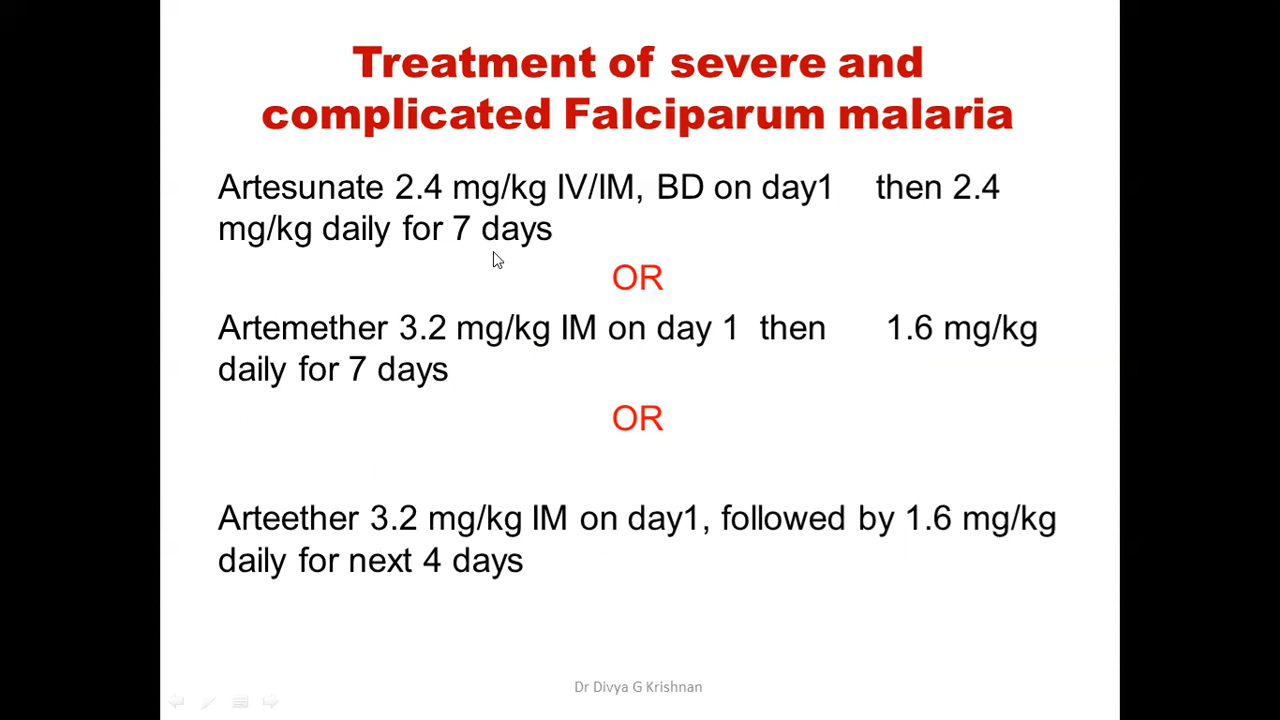 Treatment of severe and
complicated Falciparum malaria
Artesunate 2.4 mg/kg IV/IM, BD on day1 then 2.4
mg/kg daily for 7 days
OR
Artemether 3.2 mg/kg IM on day 1 then 1.6 mg/kg
daily for 7 days
OR
Arteether 3.2 mg/kg IM on day1, followed by 1.6 mg/kg
daily for next 4 days
Dr Divya G Krishnan